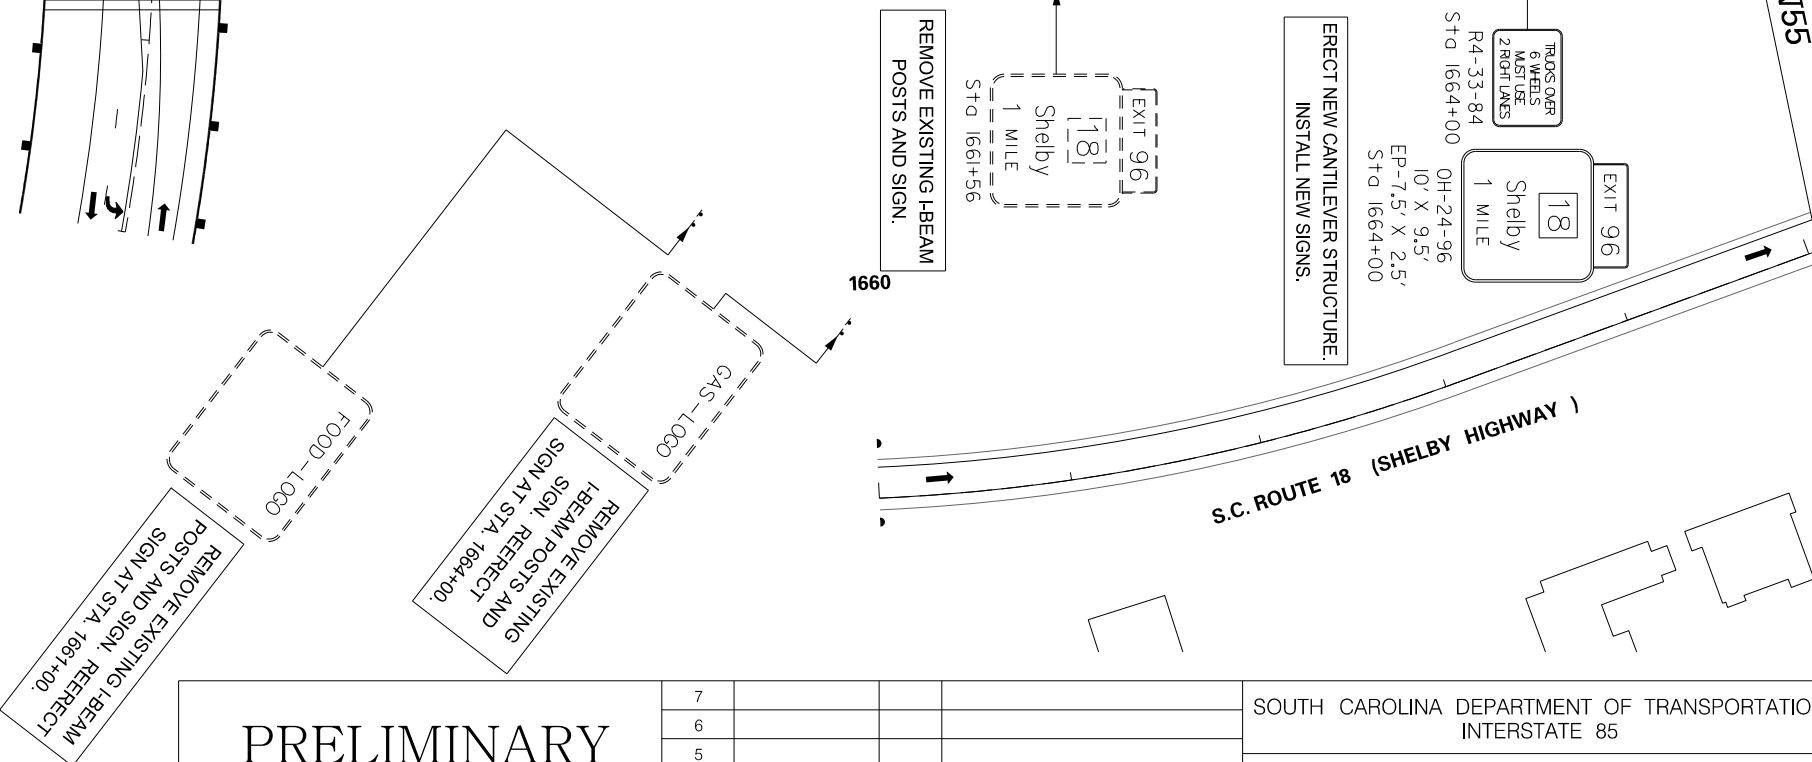 REMOVE EXISTING I-BEAM
POSTS AND SIGN.
EXIT 96
18
Shelby
1 MILE
Sta 1661+56
ERECT NEW CANTILEVER STRUCTURE.
INSTALL NEW SIGNS.
TRUCKS OVER
6 WHEELS
MUST USE
2 RIGHT LANES
R4-33-84
Sta 1664+00
EXIT 96
18
Shelby
1 MILE
OH-24-96
10' X 9.5'
EP-7.5' X 2.5'
Sta 1664+00
1660
GAS-LOGO
REMOVE EXISTING
I-BEAM POSTS AND
SIGN. REERECT
SIGN AT STA. 1664+00.
FOOD-LOGO
REMOVE EXISTING I-BEAM
POSTS AND SIGN. REERECT
SIGN AT STA. 1661+00.
S.C. ROUTE 18 (SHELBY HIGHWAY )
PRELIMINARY
7
6
5
SOUTH CAROLINA DEPARTMENT OF TRANSPORTATIO
INTERSTATE 85